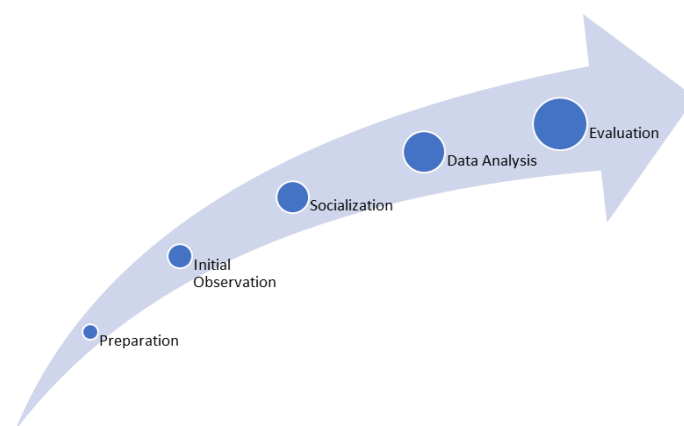 Preparation
Initial
Observation
Socialization
Data Analysis
Evaluation